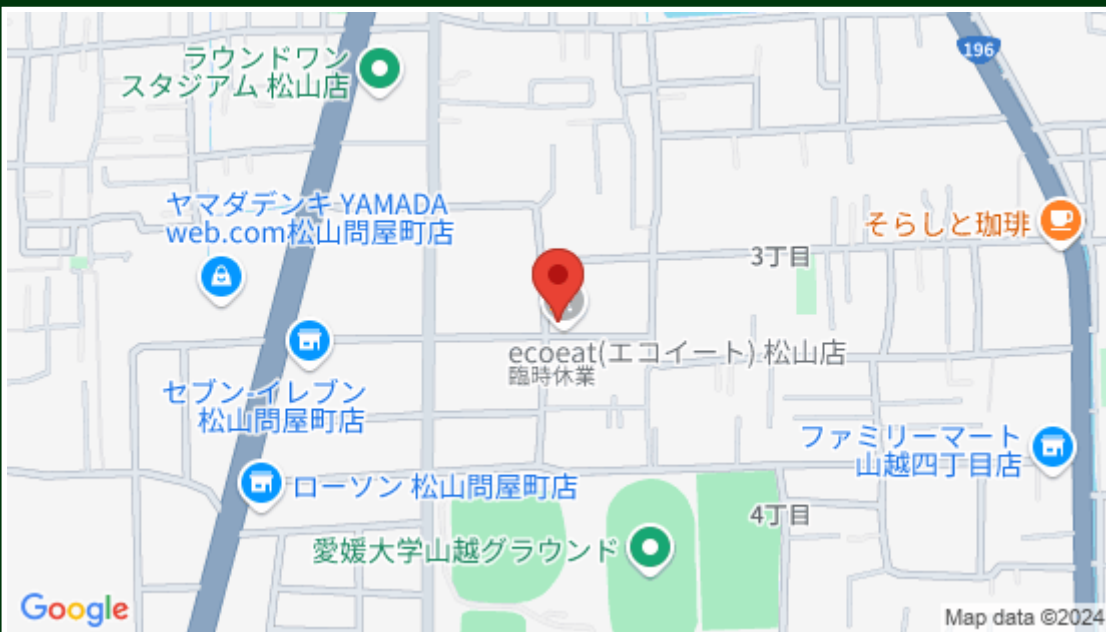 ラウンドワン
スタジアム 松山店
196
ヤマダデンキ YAMADA
web.com松山問屋町店
そらしと珈琲
3丁目
ecoeat(エコイート) 松山店
臨時休業
セブン-イレブン
松山問屋町店
ファミリーマート
山越四丁目店
ローソン 松山問屋町店
4丁目
愛媛大学山越グラウンド
Google
Map data ©2024